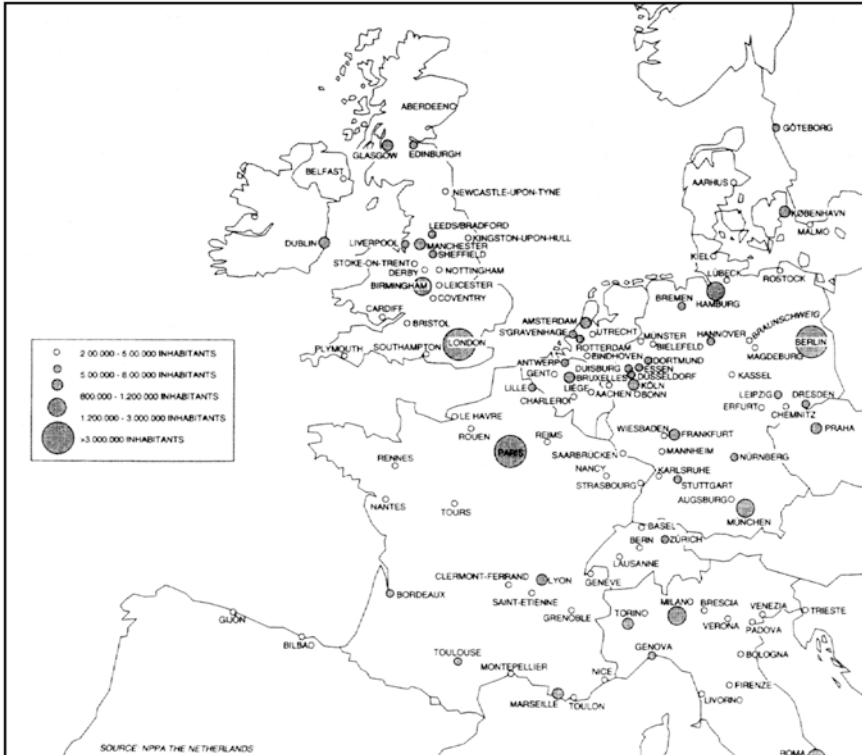 ABERDEEN
GÖTEBORG
GLASGOW
EDINBURGH
BELFAST
AARHUS
NEWCASTLE-UPON-TYNE
KØBENHAVN
MALMO
LEEDS/BRADFORD
KINGSTON-UPON-HULL
DUBLIN
LIVERPOOL
MANCHESTER
SHEFFIELD
KIEL
STOKE-ON-TRENT
DERBY
NOTTINGHAM
LÜBECK
ROSTOCK
BIRMINGHAM
LEICESTER
BREMEN
HAMBURG
COVENTRY
CARDIFF
BRISTOL
AMSTERDAM
S'GRAVENHAGE
UTRECHT
ROTTERDAM
MÜNSTER
BIELEFELD
HANNOVER
BRAUNSCHWEIG
BERLIN
MAGDEBURG
LONDON
PLYMOUTH
SOUTHAMPTON
EINDHOVEN
ANTWERP
DORTMUND
DUISBURG
ESSEN
GENT
BRUXELLES
DÜSSELDORF
KASSEL
LILLE
LIÈGE
KÖLN
LEIPZIG
DRESDEN
CHARLEROI
AACHEN
BONN
ERFURT
CHEMNITZ
2 00.000 - 5 00.000 INHABITANTS
5 00.000 - 8 00.000 INHABITANTS
800.000 - 1.200.000 INHABITANTS
1 200.000 - 3 000.000 INHABITANTS
>3 000.000 INHABITANTS
LE HAVRE
ROUEN
REIMS
WIESBADEN
FRANKFURT
PRAHA
PARIS
SAARBRÜCKEN
MANNHEIM
NÜRNBERG
RENNES
NANCY
KARLSRUHE
STRASBOURG
STUTTGART
NANTES
TOURS
AUGSBURG
MÜNCHEN
BASEL
BERN
ZÜRICH
LAUSANNE
CLERMONT-FERRAND
LYON
GENEVE
BORDEAUX
SAINT-ETIENNE
GRENOBLE
MILANO
BRESCIA
VENEZIA
TRIESTE
TORINO
VERONA
PADOVA
GIJON
BILBAO
TOULOUSE
GENOVA
BOLOGNA
MONTEPELLIER
NICE
FIRENZE
MARSEILLE
TOULON
LIVORNO
SOURCE: NPPA THE NETHERLANDS
ROMA